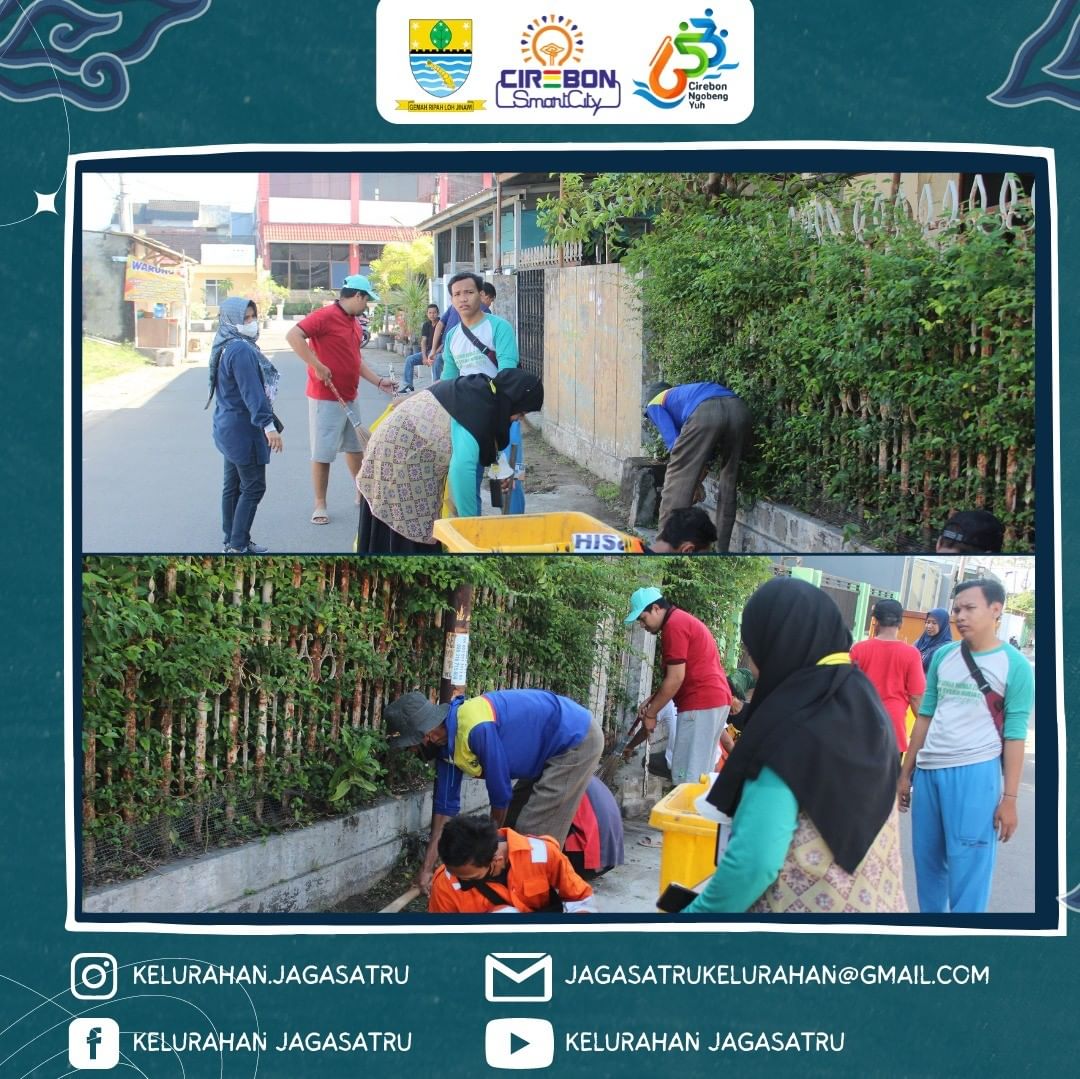 GEMAH RIPAH LOH JINAWI
CIREBON
SmartCity
653
Cirebon
Ngobeng
Yuh
WARUNG
KELURAHAN.JAGASATRU
JAGASATRUKELURAHAN@GMAIL.COM
KELURAHAN JAGASATRU
KELURAHAN JAGASATRU